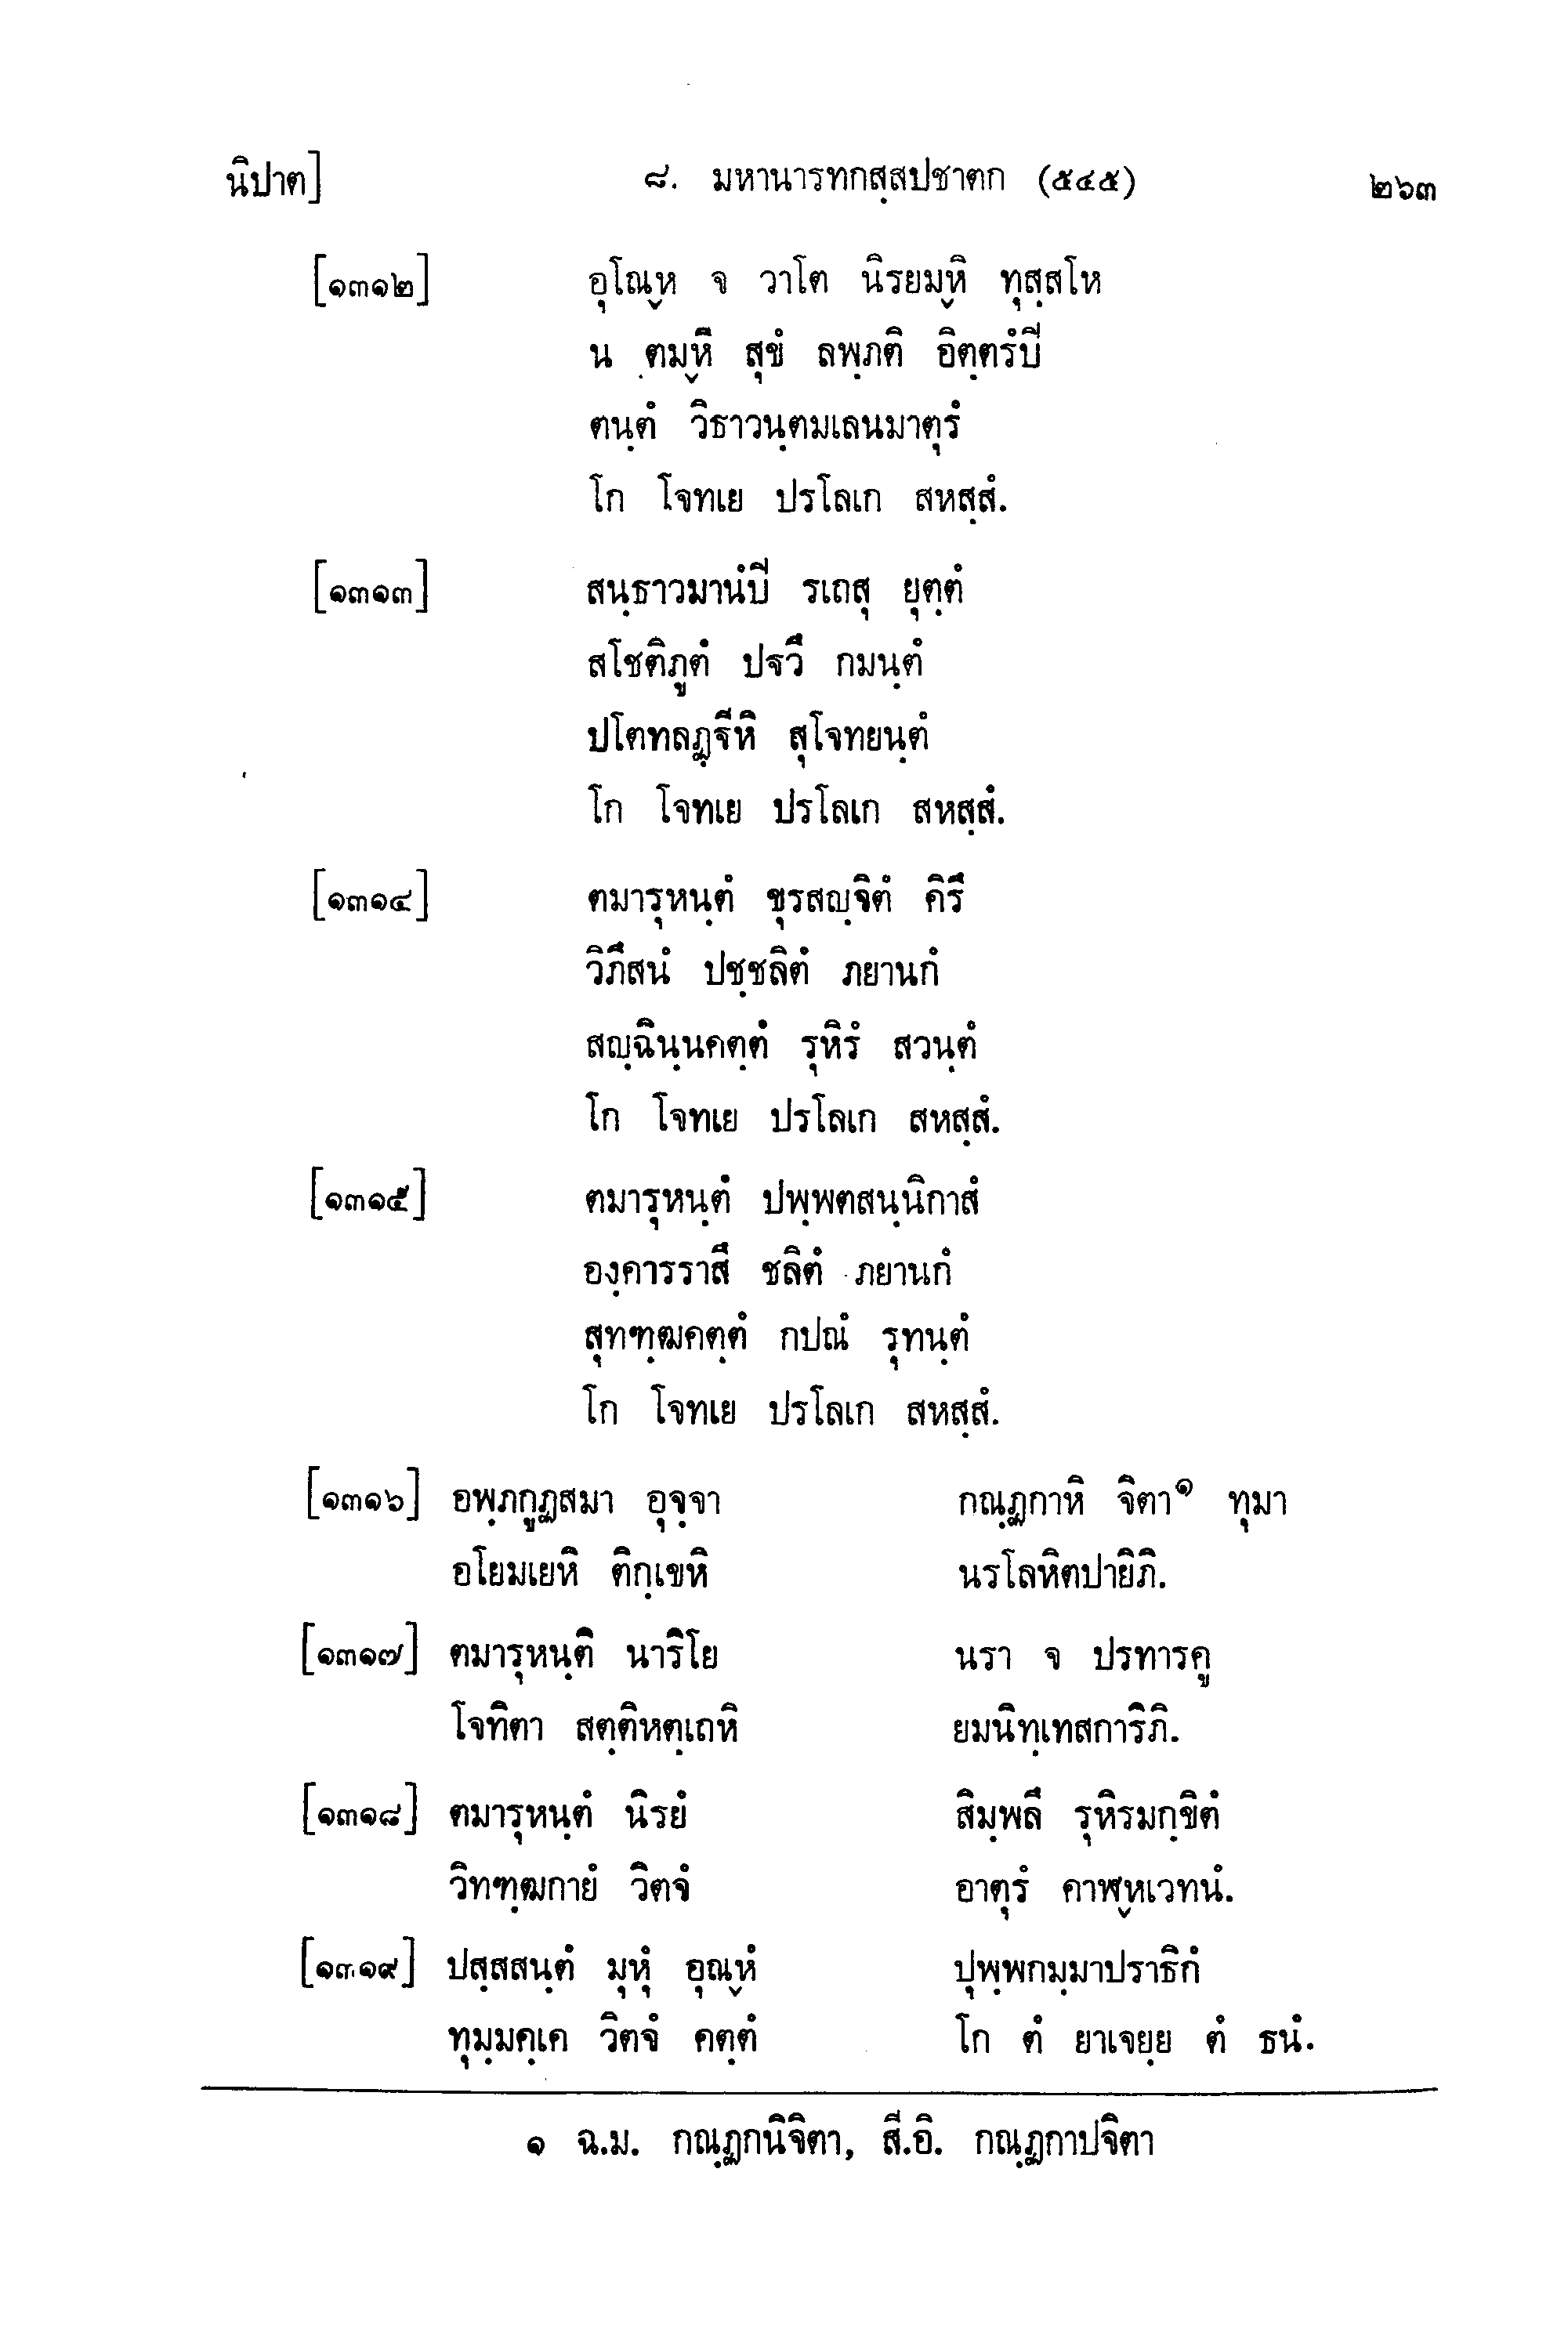 นิปาต] ๘. มหานารทกสฺสปชาตก (๕๔๕) ๒๖๓
[๑๓๑๒] อุโณฺห จ วาโต นิรยมฺหิ ทุสฺสโห
น ตมฺหี สุขํ ลพฺภติ อิตฺตรํปี
ตนฺตํ วิธาวนฺตมเลนมาตุรํ
โก โจทเย ปรโลเก สหสฺสํ.
[๑๓๑๓] สนฺธาวมานํปี รเถสุ ยุตฺตํ
สโชติภูตํ ปฐวึ กมนฺตํ
ปโตทลฏฺฐีหิ สุโจทยนฺตํ
โก โจทเย ปรโลเก สหสฺสํ.
[๑๓๑๔] ตมารุหนฺตํ ขุรสญฺจิตํ คิรึ
วิภึสนํ ปชฺชลิตํ ภยานกํ
สญฺฉินฺนคตฺตํ รุหิรํ สวนฺตํ
โก โจทเย ปรโลเก สหสฺสํ.
[๑๓๑๕] ตมารุหนฺตํ ปพฺพตสนฺนิกาสํ
องฺคารราสึ ชลิตํ ภยานกํ
สุทฑฺฒคตฺตํ กปณํ รุทนฺตํ
โก โจทเย ปรโลเก สหสฺสํ.
[๑๓๑๖] อพฺภกูฏสมา อุจฺจา กณฺฏกาหิ จิตา๑ ทุมา
อโยมเยหิ ติกฺเขหิ นรโลหิตปายิภิ.
[๑๓๑๗] ตมารุหนฺติ นาริโย นรา จ ปรทารคู
โจทิตา สตฺติหตฺเถหิ ยมนิทฺเทสการิภิ.
[๑๓๑๘] ตมารุหนฺตํ นิรยํ สิมฺพลึ รุหิรมกฺขิตํ
วิทฑฺฒกายํ วิตจํ อาตุรํ คาฬฺหเวทนํ.
[๑๓๑๙] ปสฺสสนฺตํ มุหุํ อุณฺหํ ปุพฺพกมฺมาปราธิกํ
ทุมฺมคฺเค วิตจํ คตฺตํ โก ตํ ยาเจยฺย ตํ ธนํ.
๑ ฉ.ม. กณฺฏกนิจิตา, สี.อิ. กณฺฏกาปจิตา